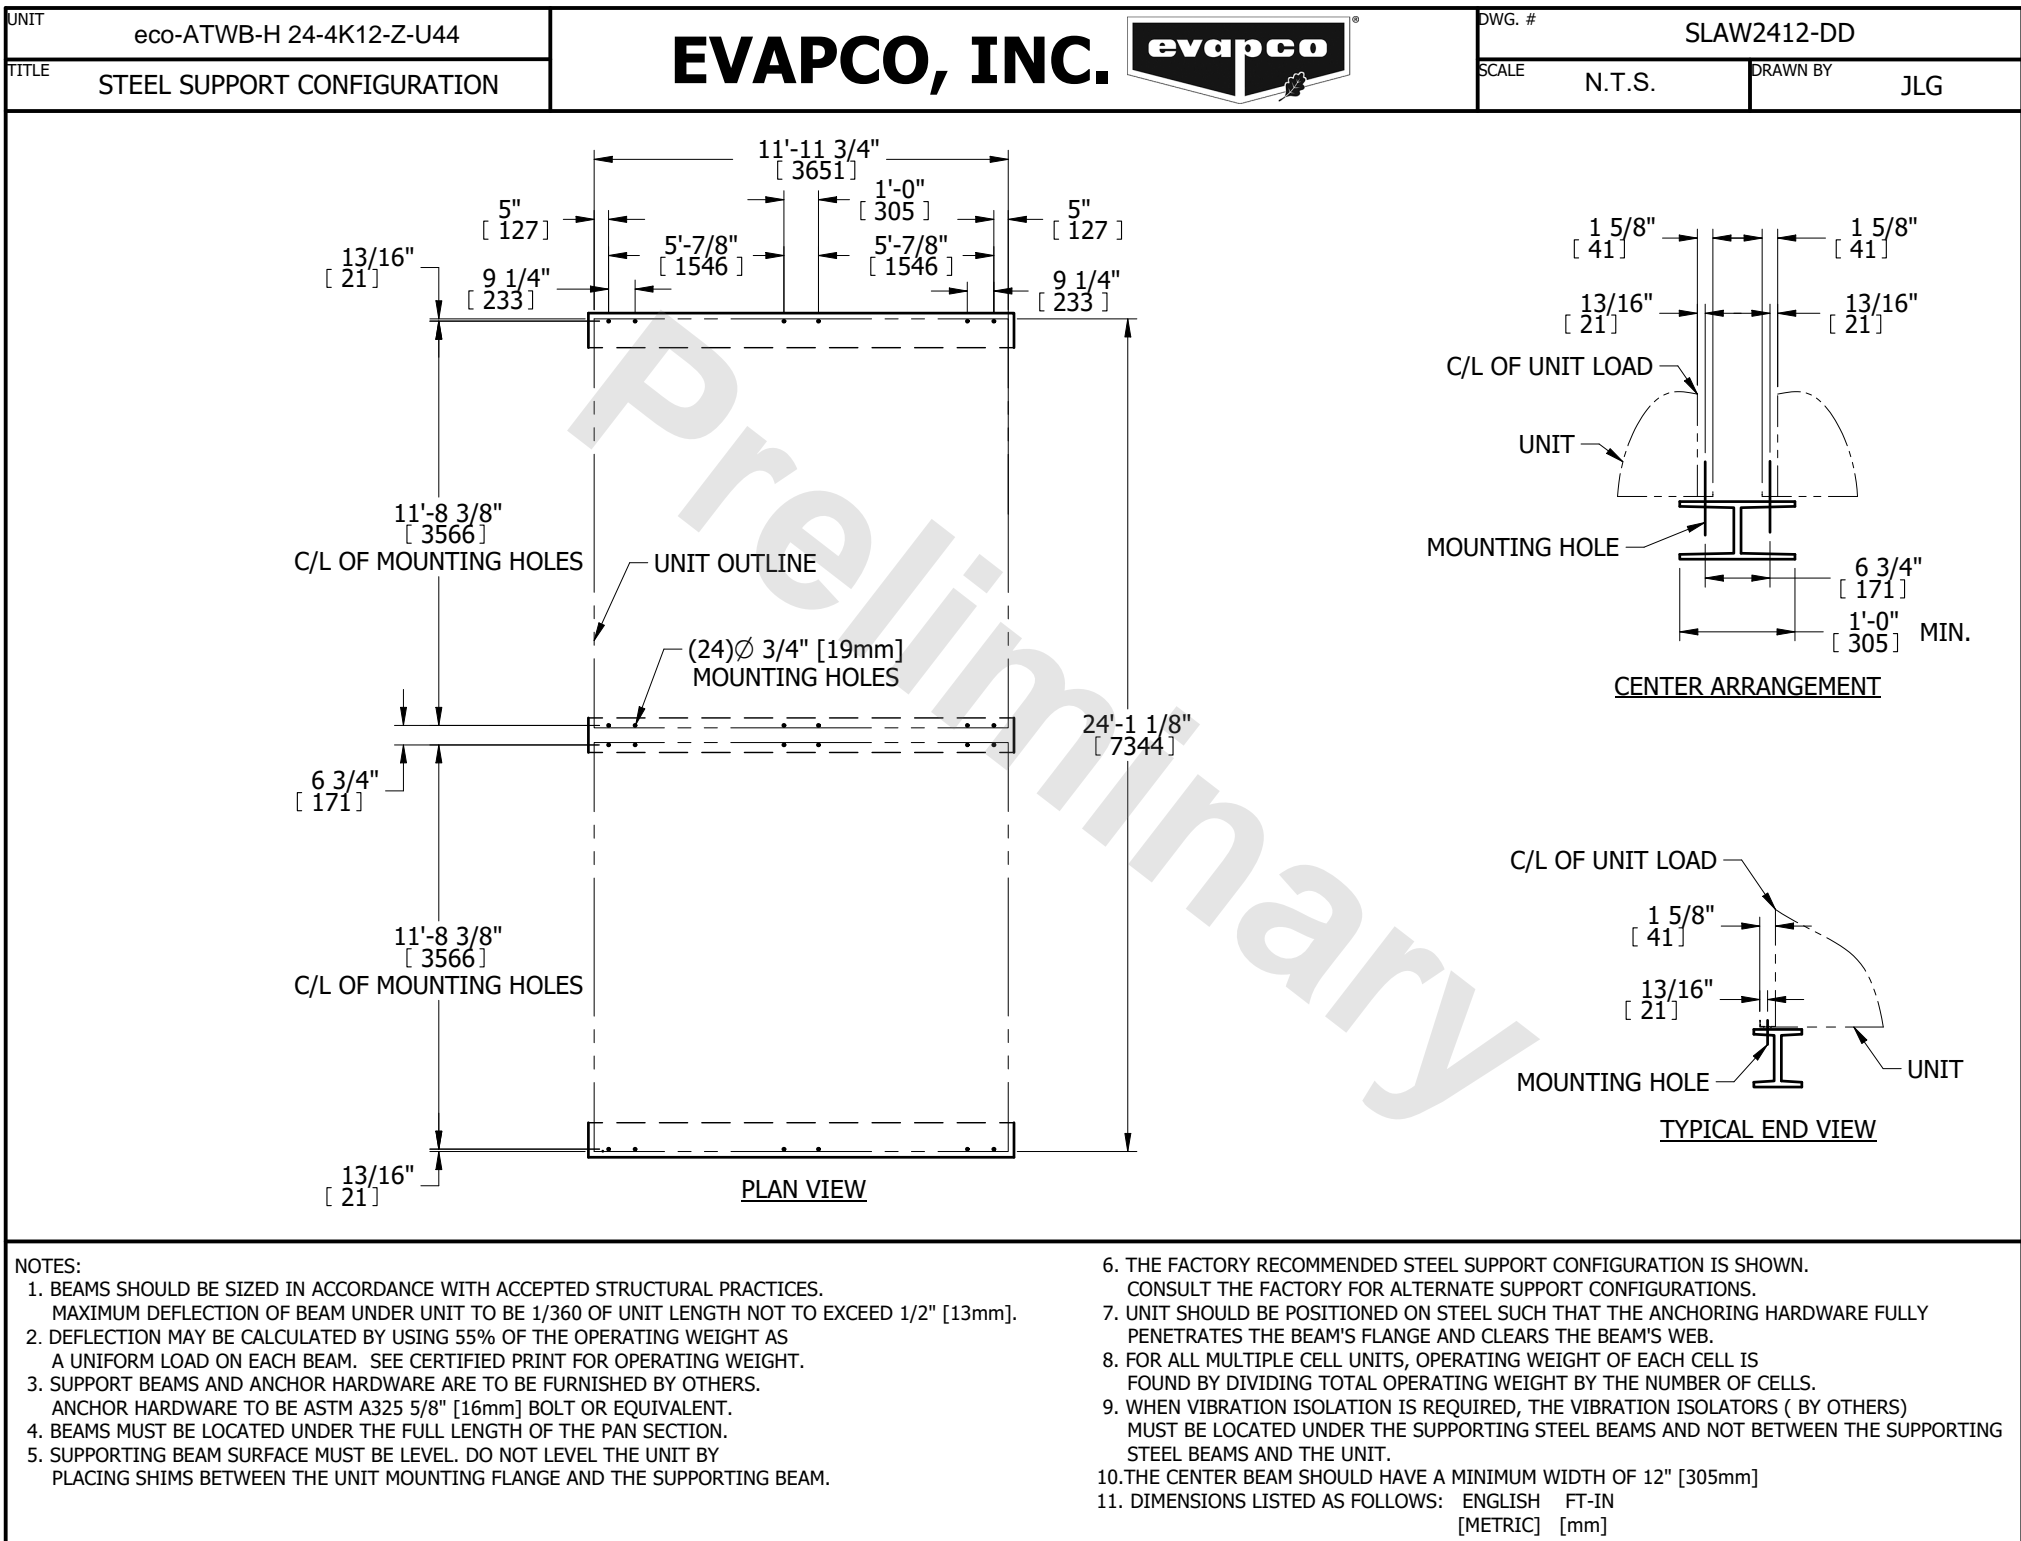 UNIT
eco-ATWB-H 24-4K12-Z-U44
TITLE
STEEL SUPPORT CONFIGURATION
EVAPCO, INC.
evapco®
DWG. #
SLAW2412-DD
SCALE
N.T.S.
DRAWN BY
JLG
11'-11 3/4"
[ 3651]
1'-0"
[ 305 ]
5"
[ 127]
5"
[ 127 ]
5'-7/8"
[ 1546 ]
5'-7/8"
[ 1546 ]
13/16"
[ 21]
9 1/4"
[ 233]
9 1/4"
[ 233 ]
11'-8 3/8"
[ 3566]
C/L OF MOUNTING HOLES
UNIT OUTLINE
(24)Ø 3/4" [19mm]
MOUNTING HOLES
24'-1 1/8"
[ 7344]
6 3/4"
[ 171]
11'-8 3/8"
[ 3566]
C/L OF MOUNTING HOLES
13/16"
[ 21]
PLAN VIEW
Preliminary
1 5/8"
[ 41]
1 5/8"
[ 41]
13/16"
[ 21]
13/16"
[ 21]
C/L OF UNIT LOAD
UNIT
MOUNTING HOLE
6 3/4"
[ 171]
1'-0"
[ 305] MIN.
CENTER ARRANGEMENT
C/L OF UNIT LOAD
1 5/8"
[ 41]
13/16"
[ 21]
MOUNTING HOLE
UNIT
TYPICAL END VIEW
NOTES:
1. BEAMS SHOULD BE SIZED IN ACCORDANCE WITH ACCEPTED STRUCTURAL PRACTICES.
MAXIMUM DEFLECTION OF BEAM UNDER UNIT TO BE 1/360 OF UNIT LENGTH NOT TO EXCEED 1/2" [13mm].
2. DEFLECTION MAY BE CALCULATED BY USING 55% OF THE OPERATING WEIGHT AS
A UNIFORM LOAD ON EACH BEAM. SEE CERTIFIED PRINT FOR OPERATING WEIGHT.
3. SUPPORT BEAMS AND ANCHOR HARDWARE ARE TO BE FURNISHED BY OTHERS.
ANCHOR HARDWARE TO BE ASTM A325 5/8" [16mm] BOLT OR EQUIVALENT.
4. BEAMS MUST BE LOCATED UNDER THE FULL LENGTH OF THE PAN SECTION.
5. SUPPORTING BEAM SURFACE MUST BE LEVEL. DO NOT LEVEL THE UNIT BY
PLACING SHIMS BETWEEN THE UNIT MOUNTING FLANGE AND THE SUPPORTING BEAM.
6. THE FACTORY RECOMMENDED STEEL SUPPORT CONFIGURATION IS SHOWN.
CONSULT THE FACTORY FOR ALTERNATE SUPPORT CONFIGURATIONS.
7. UNIT SHOULD BE POSITIONED ON STEEL SUCH THAT THE ANCHORING HARDWARE FULLY
PENETRATES THE BEAM'S FLANGE AND CLEARS THE BEAM'S WEB.
8. FOR ALL MULTIPLE CELL UNITS, OPERATING WEIGHT OF EACH CELL IS
FOUND BY DIVIDING TOTAL OPERATING WEIGHT BY THE NUMBER OF CELLS.
9. WHEN VIBRATION ISOLATION IS REQUIRED, THE VIBRATION ISOLATORS ( BY OTHERS)
MUST BE LOCATED UNDER THE SUPPORTING STEEL BEAMS AND NOT BETWEEN THE SUPPORTING
STEEL BEAMS AND THE UNIT.
10.THE CENTER BEAM SHOULD HAVE A MINIMUM WIDTH OF 12" [305mm]
11. DIMENSIONS LISTED AS FOLLOWS: ENGLISH FT-IN
[METRIC] [mm]